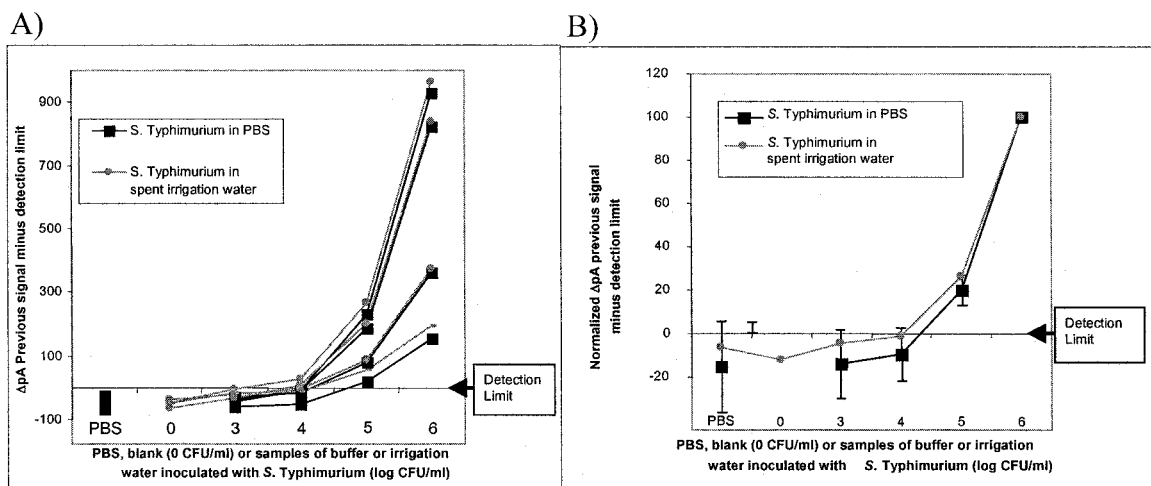 A)
ΔpA Previous signal minus detection limit
900
700
500
300
100
-100
S. Typhimurium in PBS
S. Typhimurium in
spent irrigation water
Detection
Limit
PBS 0 3 4 5 6
PBS, blank (0 CFU/ml) or samples of buffer or irrigation
water inoculated with S. Typhimurium (log CFU/ml)
B)
Normalized ΔpA previous signal
minus detection limit
120
100
80
60
40
20
0
-20
S. Typhimurium in PBS
S. Typhimurium in
spent irrigation water
Detection
Limit
PBS 0 3 4 5 6
PBS, blank (0 CFU/ml) or samples of buffer or irrigation
water inoculated with S. Typhimurium (log CFU/ml)